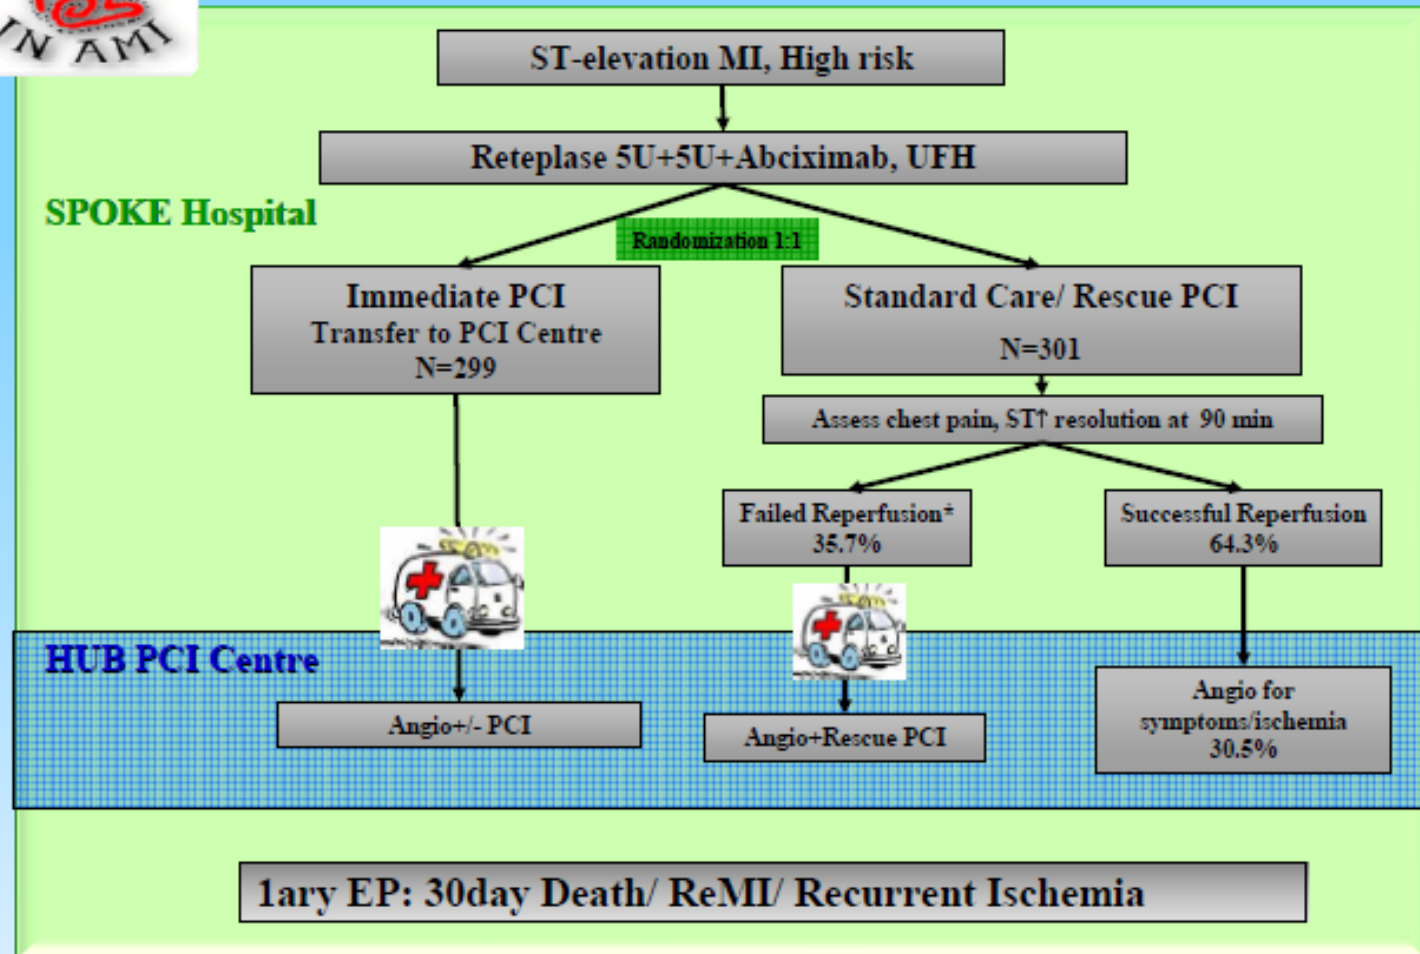 IN AMI
ST-elevation MI, High risk
Reteplase 5U+5U+Abciximab, UFH
SPOKE Hospital
Randomization 1:1
Immediate PCI
Transfer to PCI Centre
N=299
Standard Care/ Rescue PCI
N=301
Assess chest pain, ST↑ resolution at 90 min
Failed Reperfusion*
35.7%
Successful Reperfusion
64.3%
HUB PCI Centre
Angio+/- PCI
Angio+Rescue PCI
Angio for
symptoms/ischemia
30.5%
1ary EP: 30day Death/ ReMI/ Recurrent Ischemia